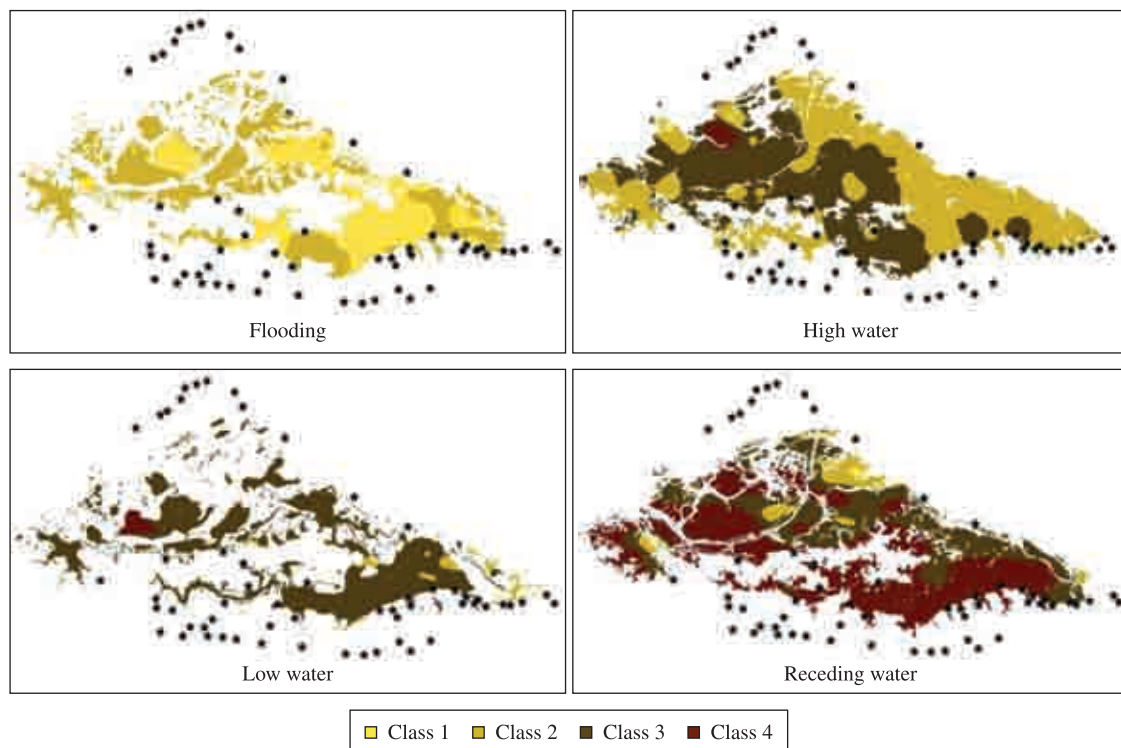 Flooding
High water
Low water
Receding water
Class 1 Class 2 Class 3 Class 4